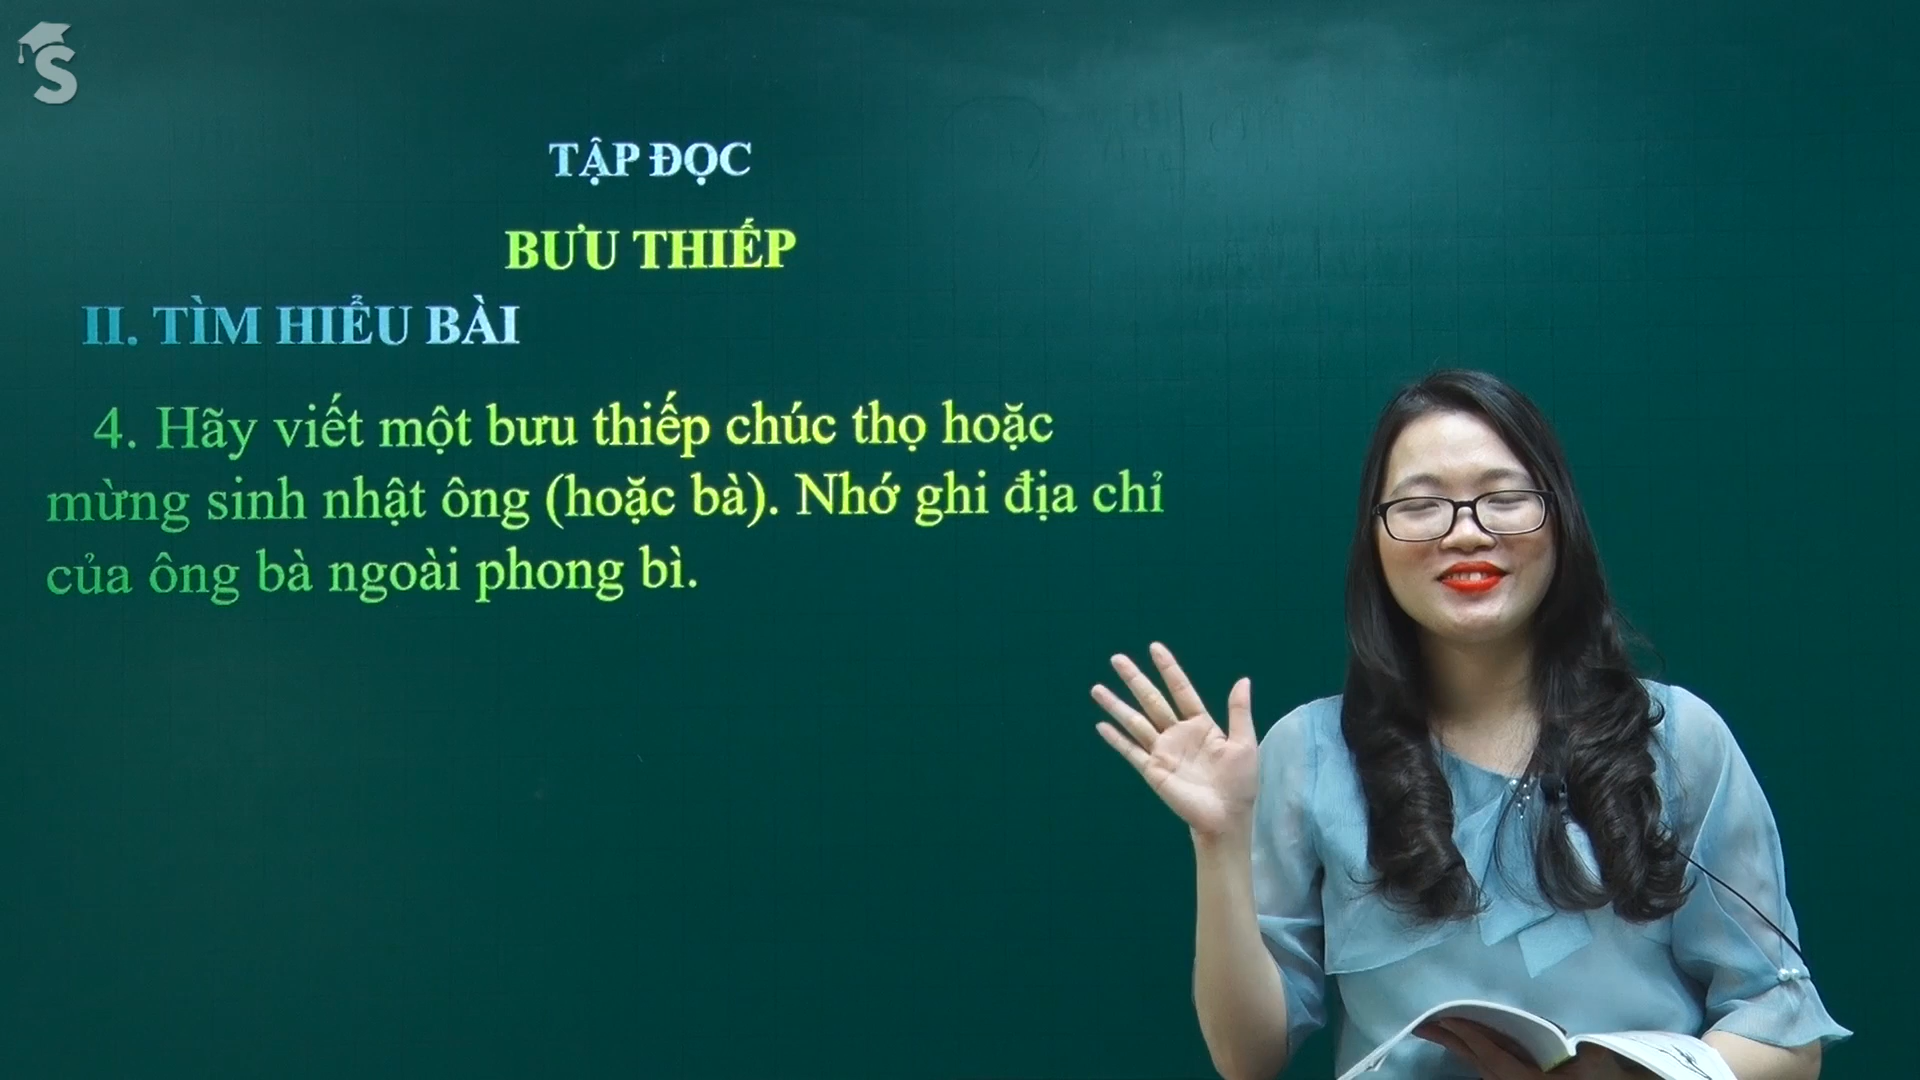 S
TẬP ĐỌC
BƯU THIẾP
II. TÌM HIỂU BÀI
4. Hãy viết một bưu thiếp chúc thọ hoặc
mừng sinh nhật ông (hoặc bà). Nhớ ghi địa chỉ
của ông bà ngoài phong bì.